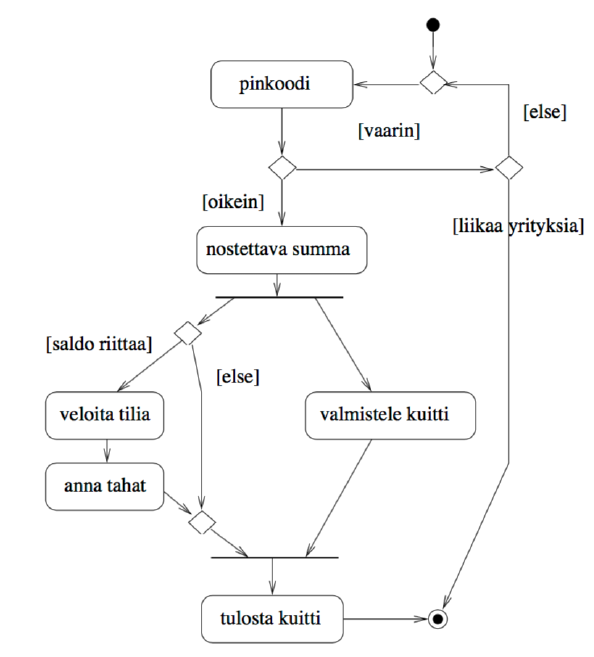 pinkoodi
[else]
[vaarin]
[oikein]
[liikaa yrityksia]
nostettava summa
[saldo riittaa]
[else]
veloita tilia
valmistele kuitti
anna tahat
tulosta kuitti